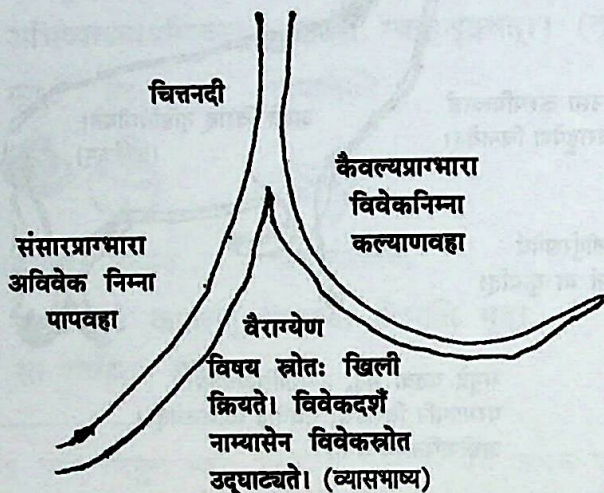 चित्तनदी
कैवल्यप्राग्भारा
विवेकनिम्ना
कल्याणवहा
संसारप्राग्भारा
अविवेक निम्ना
पापवहा
वैराग्येण
विषय स्रोतः खिली
क्रियते। विवेकदर्शं
नाम्यासेन विवेकस्रोत
उद्घाट्यते। (व्यासभाष्य)